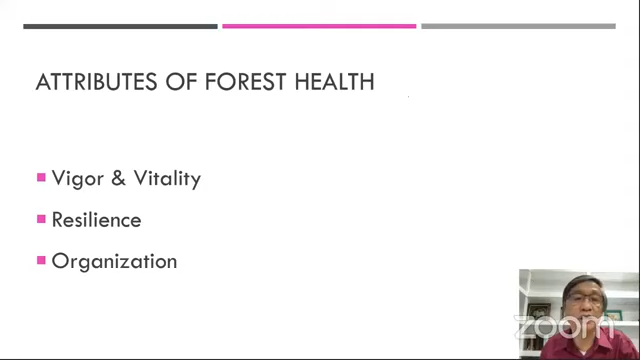 ATTRIBUTES OF FOREST HEALTH
Vigor & Vitality
Resilience
Organization
zoom